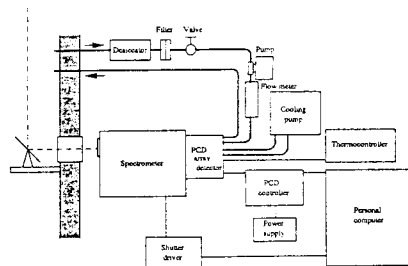 Filter
Valve
Desiccator
Pump
Flow meter
Cooling
pump
Thermocontroller
Spectrometer
PCD
array
detector
PCD
controller
Personal
computer
Power
supply
Shutter
driver